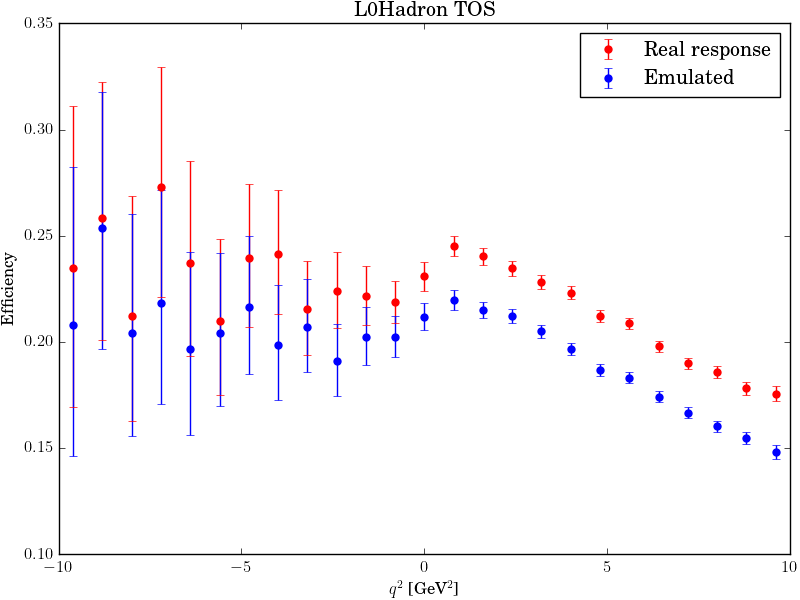 L0Hadron TOS
0.35
0.30
0.25
0.20
0.15
0.10
Efficiency
Real response
Emulated
−10
−5
0
5
10
q² [GeV²]